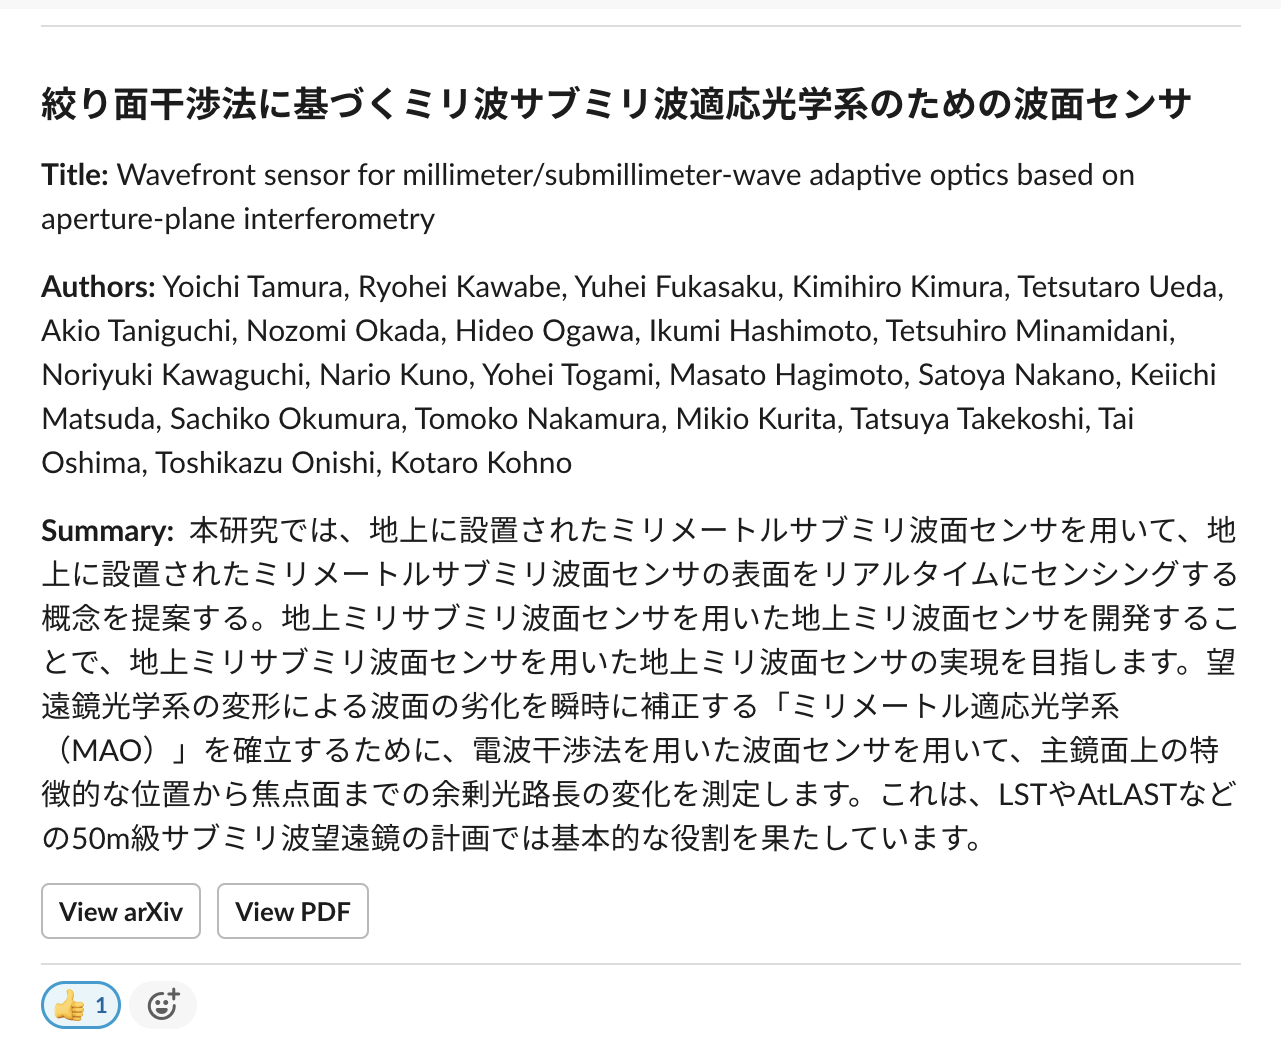 絞り面干渉法に基づくミリ波サブミリ波適応光学系のための波面センサ
Title: Wavefront sensor for millimeter/submillimeter-wave adaptive optics based on
aperture-plane interferometry
Authors: Yoichi Tamura, Ryohei Kawabe, Yuhei Fukasaku, Kimihiro Kimura, Tetsutaro Ueda,
Akio Taniguchi, Nozomi Okada, Hideo Ogawa, Ikumi Hashimoto, Tetsuhiro Minamidani,
Noriyuki Kawaguchi, Nario Kuno, Yohei Togami, Masato Hagimoto, Satoya Nakano, Keiichi
Matsuda, Sachiko Okumura, Tomoko Nakamura, Mikio Kurita, Tatsuya Takekoshi, Tai
Oshima, Toshikazu Onishi, Kotaro Kohno
Summary: 本研究では、地上に設置されたミリメートルサブミリ波面センサを用いて、地
上に設置されたミリメートルサブミリ波面センサの表面をリアルタイムにセンシングする
概念を提案する。地上ミリサブミリ波面センサを用いた地上ミリ波面センサを開発するこ
とで、地上ミリサブミリ波面センサを用いた地上ミリ波面センサの実現を目指します。望
遠鏡光学系の変形による波面の劣化を瞬時に補正する「ミリメートル適応光学系
（MAO）」を確立するために、電波干渉法を用いた波面センサを用いて、主鏡面上の特
徴的な位置から焦点面までの余剰光路長の変化を測定します。これは、LSTやAtLASTなど
の50m級サブミリ波望遠鏡の計画では基本的な役割を果たしています。
View arXiv View PDF
1